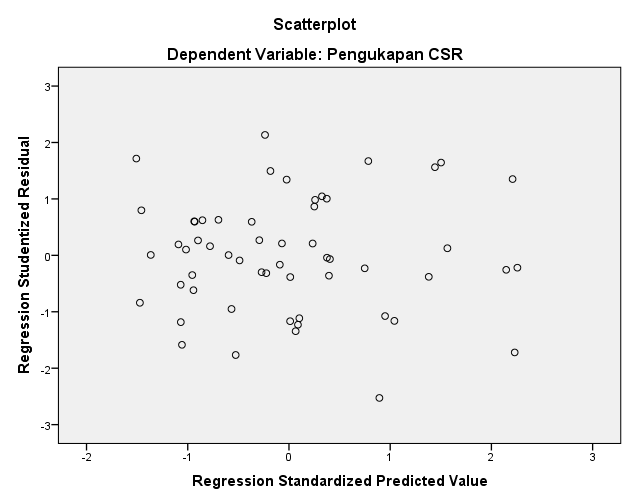 Scatterplot
Dependent Variable: Pengukapan CSR
Regression Studentized Residual
3
2
1
0
-1
-2
-3
-2 -1 0 1 2 3
Regression Standardized Predicted Value